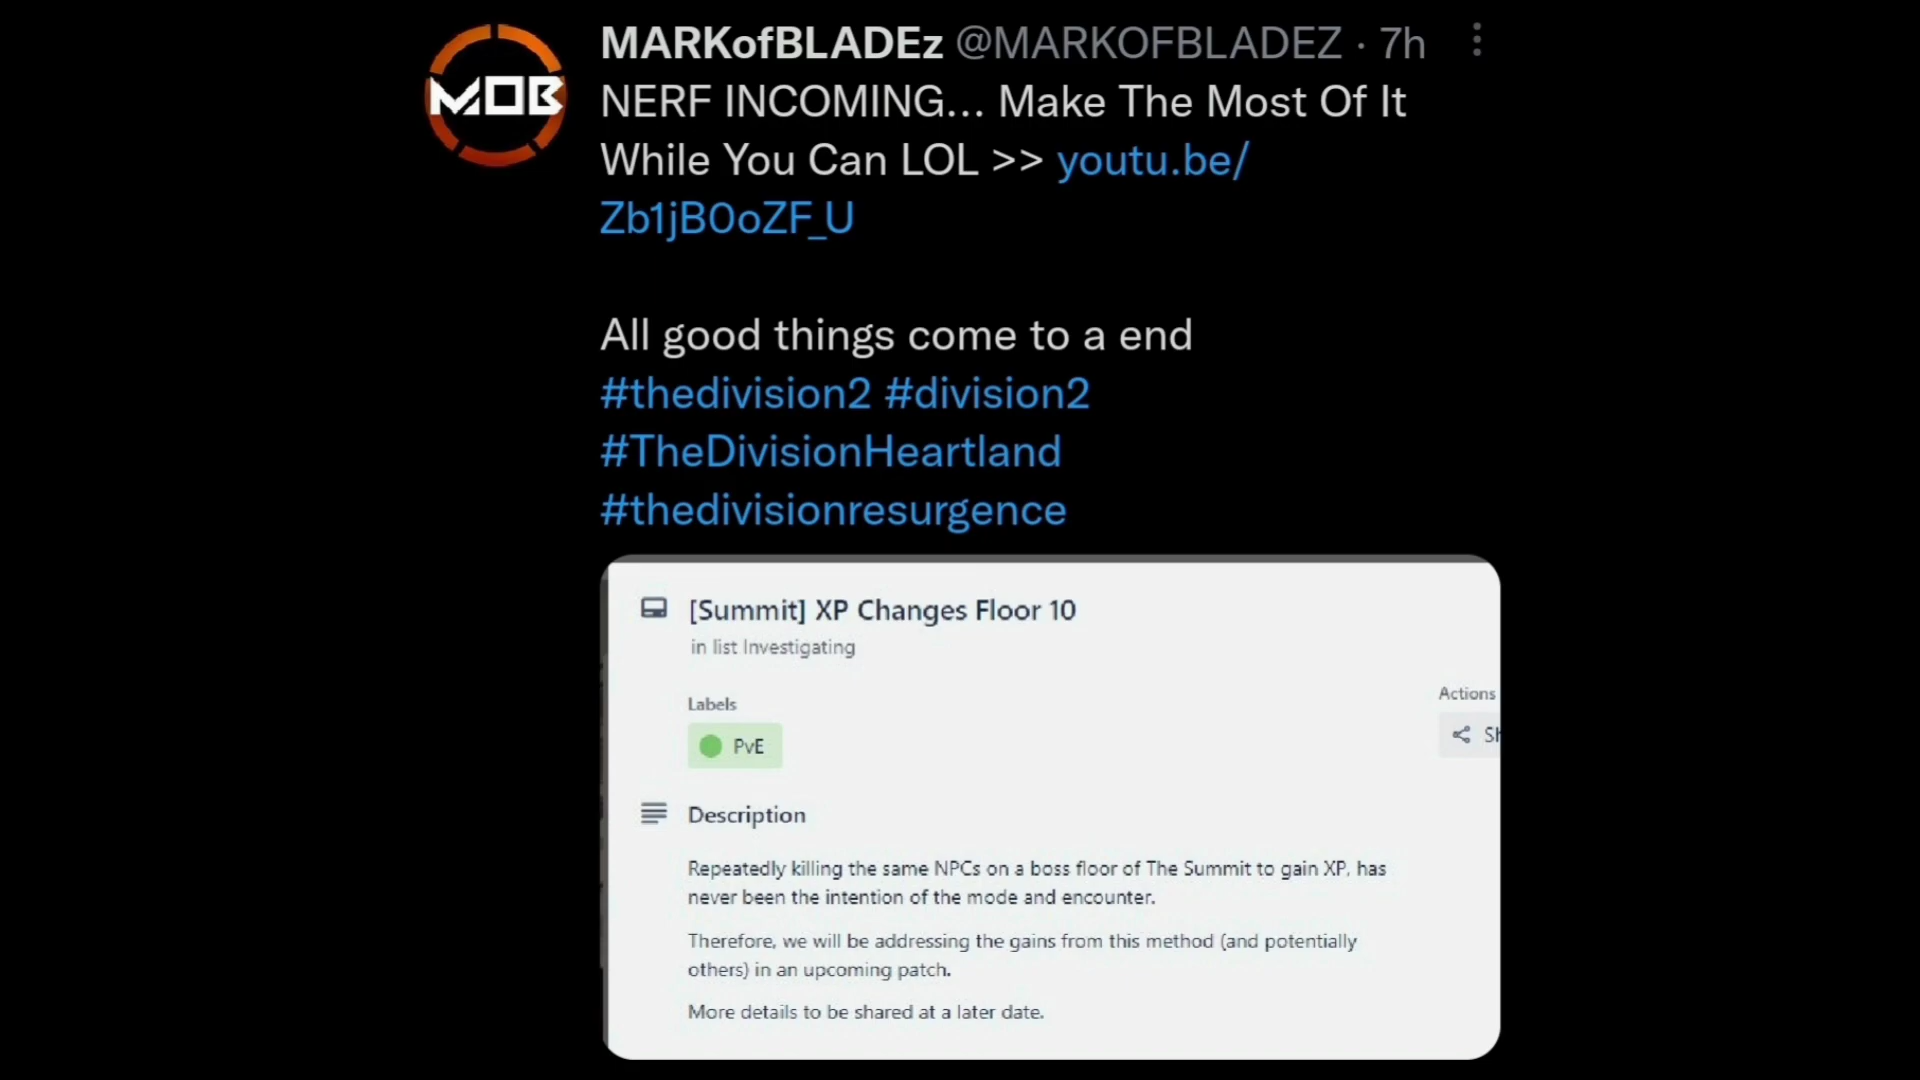 MOB
MARKofBLADEz @MARKOFBLADEZ · 7h
NERF INCOMING... Make The Most Of It
While You Can LOL >> youtu.be/
Zb1jB0oZF_U
All good things come to a end
#thedivision2 #division2
#TheDivisionHeartland
#thedivisionresurgence
[Summit] XP Changes Floor 10
in list Investigating
Labels
Actions
PvE
Sh
Description
Repeatedly killing the same NPCs on a boss floor of The Summit to gain XP, has
never been the intention of the mode and encounter.
Therefore, we will be addressing the gains from this method (and potentially
others) in an upcoming patch.
More details to be shared at a later date.